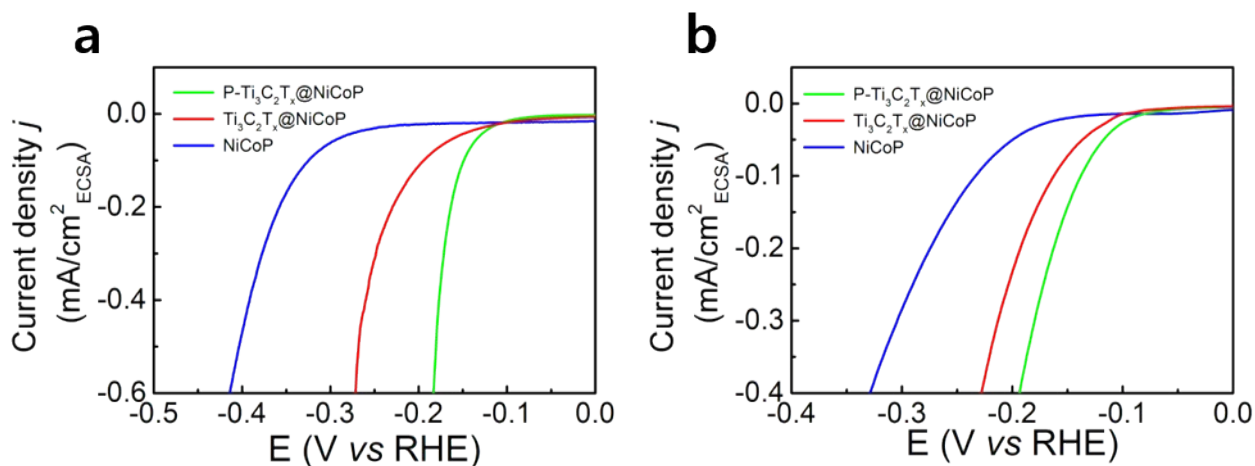 a
0.0
-0.2
-0.4
-0.6
-0.5
-0.4
-0.3
-0.2
-0.1
0.0
P-Ti₃C₂Tₓ@NiCoP
Ti₃C₂Tₓ@NiCoP
NiCoP
Current density j
(mA/cm²ECSA)
E (V vs RHE)
b
0.0
-0.1
-0.2
-0.3
-0.4
-0.4
-0.3
-0.2
-0.1
0.0
P-Ti₃C₂Tₓ@NiCoP
Ti₃C₂Tₓ@NiCoP
NiCoP
Current density j
(mA/cm²ECSA)
E (V vs RHE)